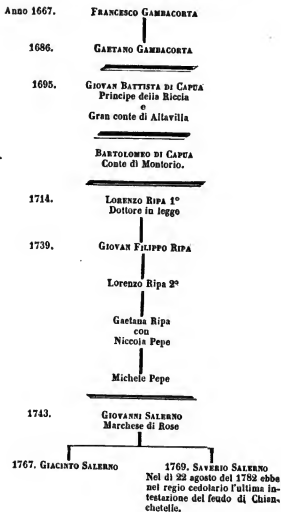 Anno 1667. FRANCESCO GAMBACORTA
1686. GAETANO GAMBACORTA
1695. GIOVAN BATTISTA DI CAPUA
Principe della Riccia
e
Gran conte di Altavilla
BARTOLOMEO DI CAPUA
Conte di Montorio.
1714. LORENZO RIPA 1º
Dottore in legge
1739. GIOVAN FILIPPO RIPA
Lorenzo Ripa 2º
Gaetana Ripa
con
Niccola Pepe
Michele Pepe
1743. GIOVANNI SALERNO
Marchese di Rose
1767. GIACINTO SALERNO
1769. SAVERIO SALERNO
Nel dì 22 agosto del 1782 ebbe
nel regio cedolario l'ultima in-
testazione del feudo di Chian-
chetelle.